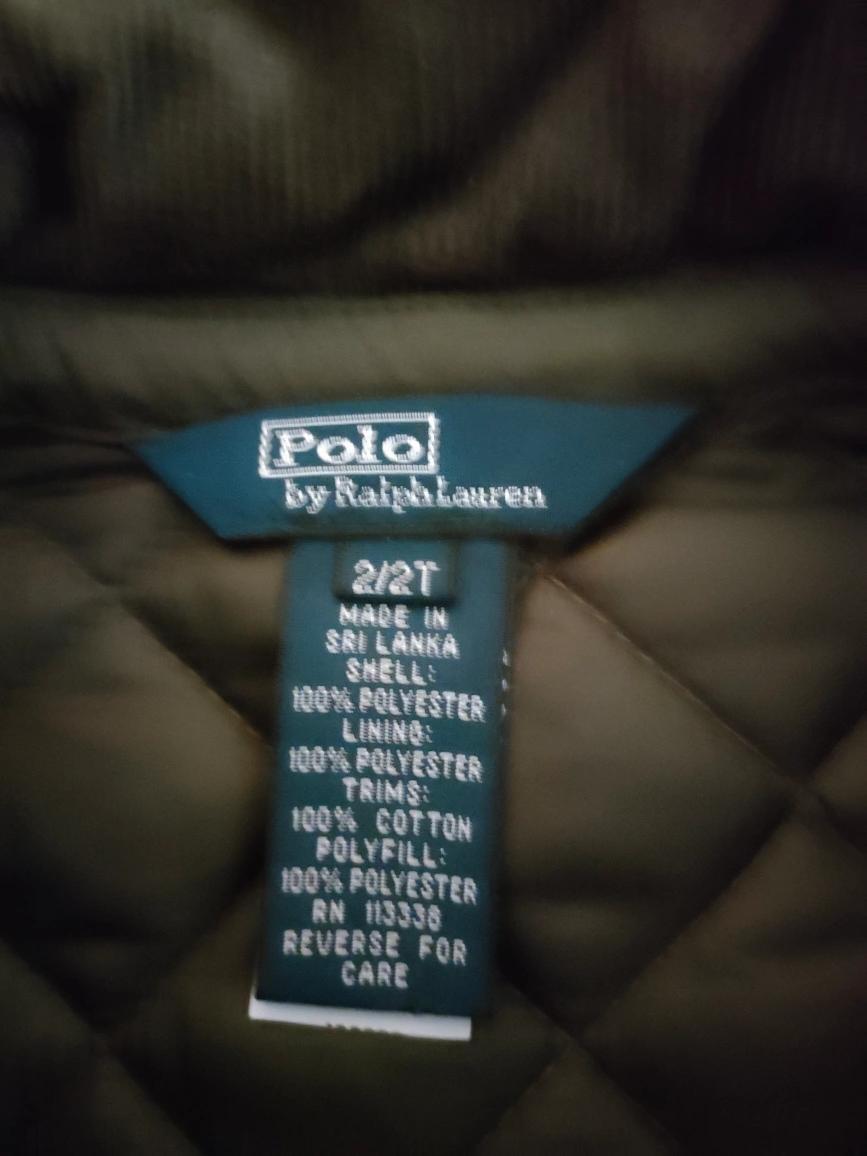 Polo
by Ralph Lauren
2/2T
MADE IN
SRI LANKA
SHELL:
100% POLYESTER
LINING:
100% POLYESTER
TRIMS:
100% COTTON
POLYFILL:
100% POLYESTER
RN 113338
REVERSE FOR
CARE